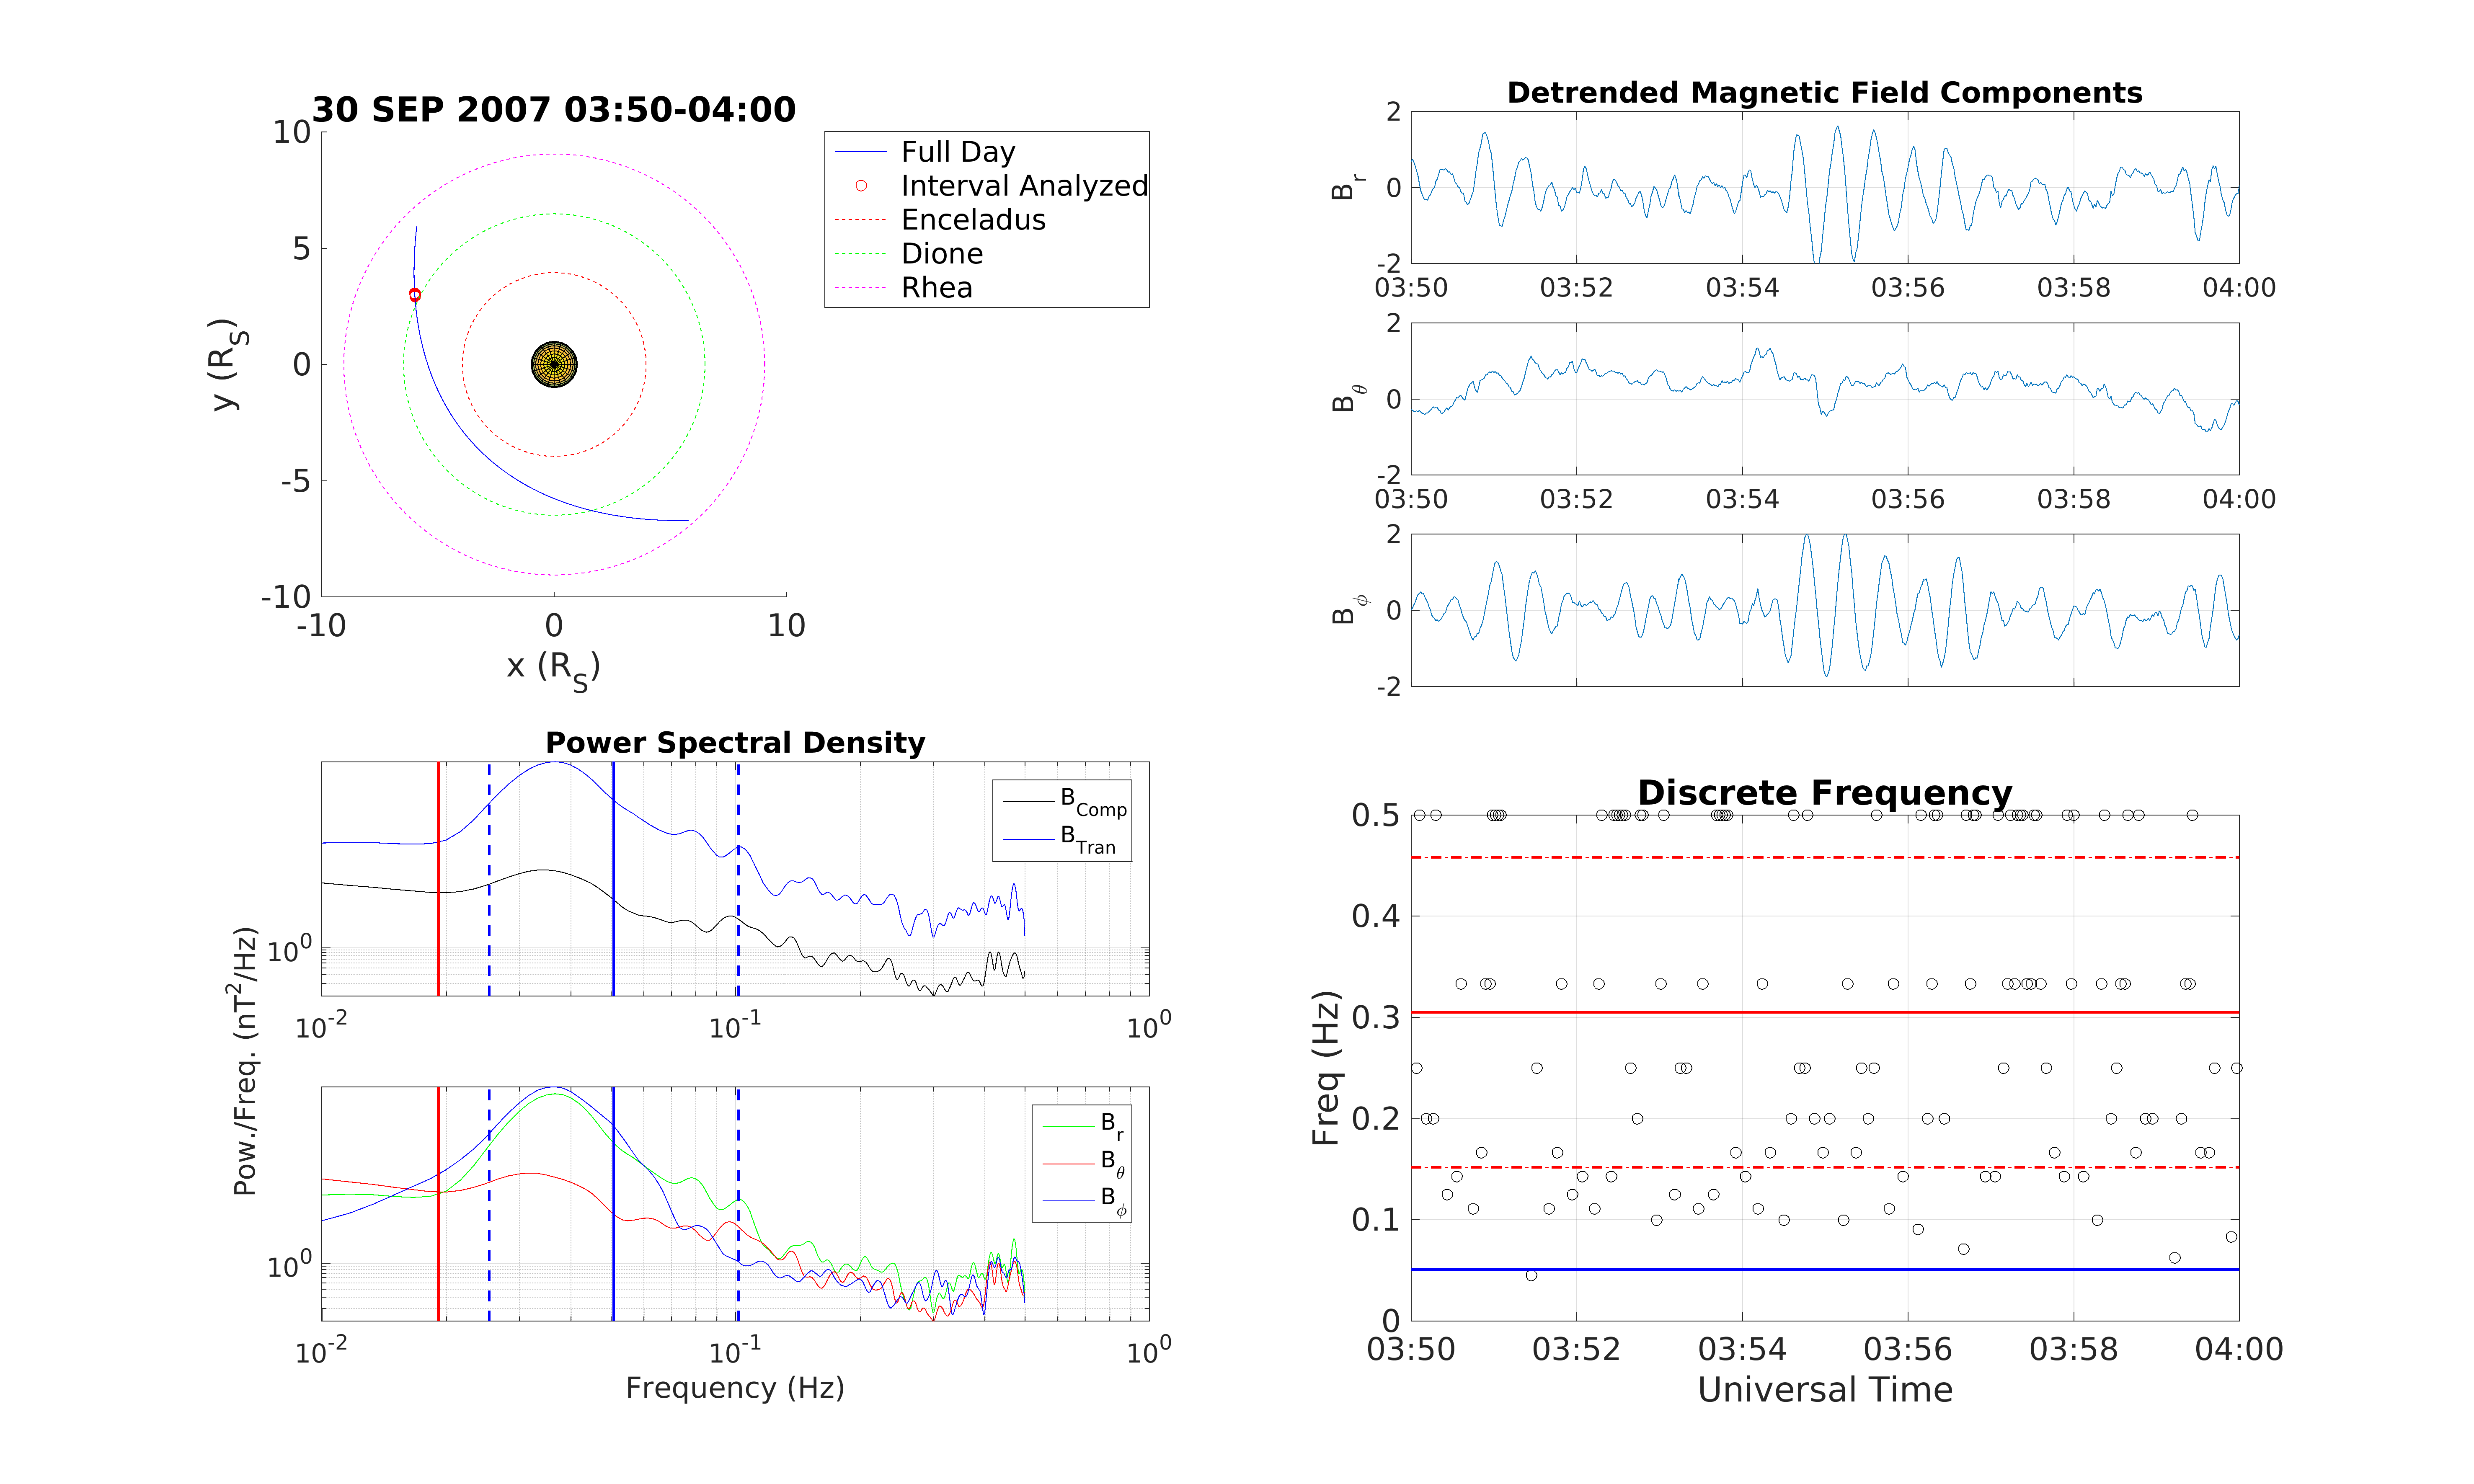 30 SEP 2007 03:50-04:00
10
5
0
-5
-10
-10
0
10
y (R_S)
x (R_S)
Full Day
Interval Analyzed
Enceladus
Dione
Rhea
Detrended Magnetic Field Components
B_r
2
0
-2
03:50
03:52
03:54
03:56
03:58
04:00
B_θ
2
0
-2
03:50
03:52
03:54
03:56
03:58
04:00
B_ϕ
2
0
-2
Power Spectral Density
B_Comp
B_Tran
10^0
10^-2
10^-1
10^0
Pow./Freq. (nT^2/Hz)
B_r
B_θ
B_ϕ
10^0
10^-2
10^-1
10^0
Frequency (Hz)
Discrete Frequency
0.5
0.4
0.3
0.2
0.1
0
Freq (Hz)
03:50
03:52
03:54
03:56
03:58
04:00
Universal Time